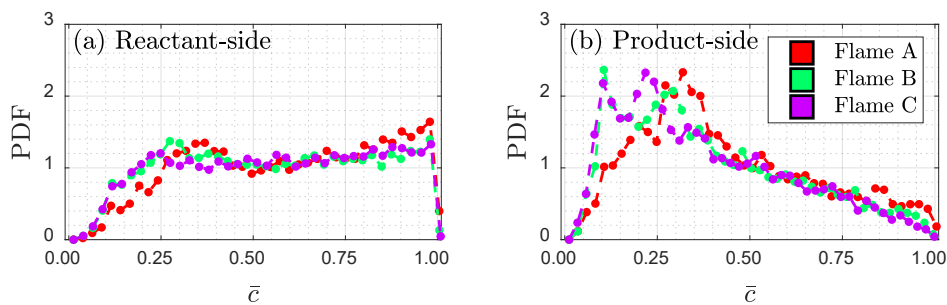 (a) Reactant-side
PDF
3
2
1
0
0.00 0.25 0.50 0.75 1.00
c̄
(b) Product-side
PDF
3
2
1
0
0.00 0.25 0.50 0.75 1.00
c̄
Flame A
Flame B
Flame C